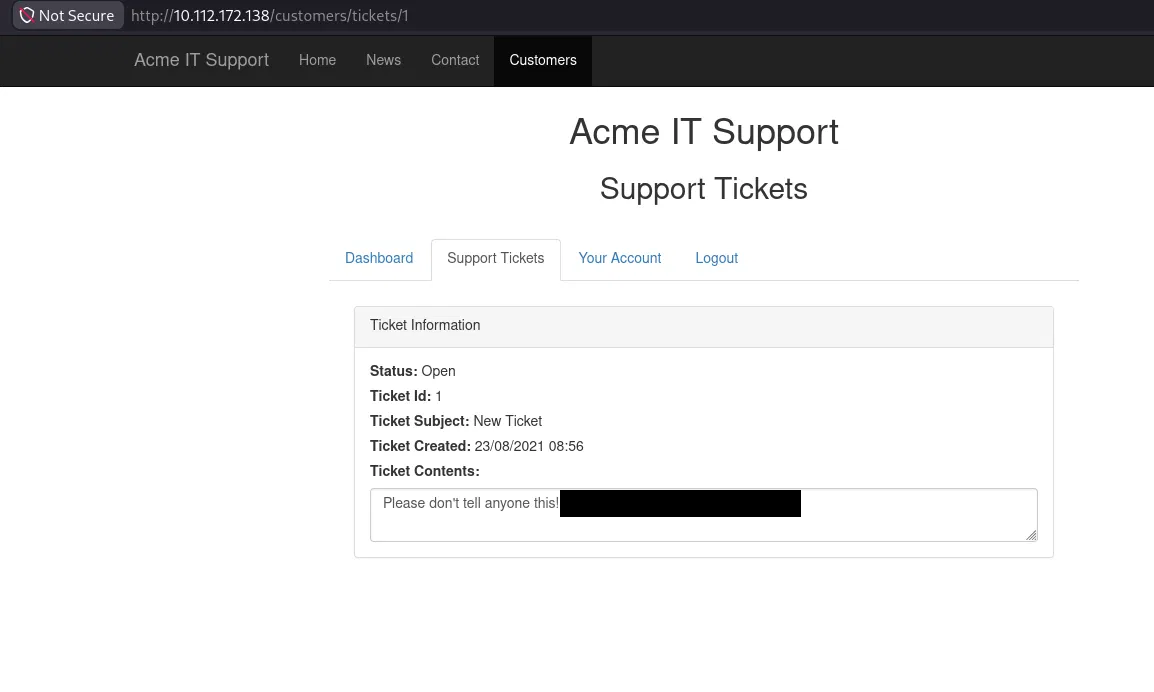 Not Secure http://10.112.172.138/customers/tickets/1
Acme IT Support Home News Contact Customers
Acme IT Support
Support Tickets
Dashboard Support Tickets Your Account Logout
Ticket Information
Status: Open
Ticket Id: 1
Ticket Subject: New Ticket
Ticket Created: 23/08/2021 08:56
Ticket Contents:
Please don't tell anyone this!